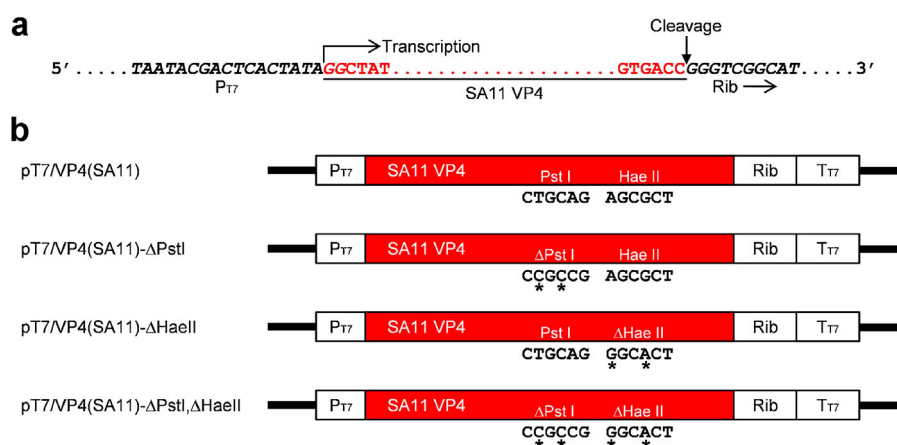 a
Transcription
Cleavage
5′.....TAATACGACTCACTATAGGCTAT......................GTGACCGGGTCGGCAT.....3′
PT7
SA11 VP4
Rib
b
pT7/VP4(SA11)
PT7 SA11 VP4 Pst I Hae II Rib TT7
CTGCAG AGCGCT
pT7/VP4(SA11)-ΔPstI
PT7 SA11 VP4 ΔPst I Hae II Rib TT7
CCGCCG AGCGCT
* *
pT7/VP4(SA11)-ΔHaeII
PT7 SA11 VP4 Pst I ΔHae II Rib TT7
CTGCAG GGCACT
* *
pT7/VP4(SA11)-ΔPstI,ΔHaeII
PT7 SA11 VP4 ΔPst I ΔHae II Rib TT7
CCGCCG GGCACT
* * * *